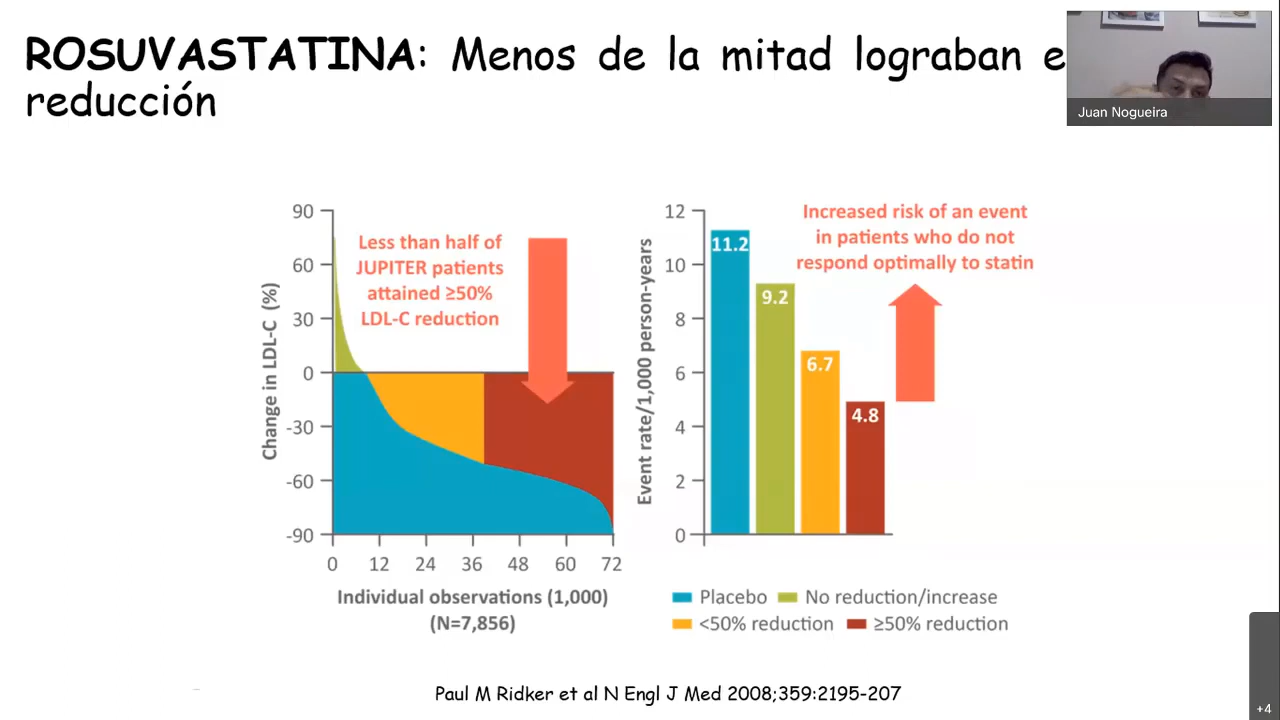 ROSUVASTATINA: Menos de la mitad lograban e
reducción
Juan Nogueira
90
60
30
0
-30
-60
-90
Change in LDL-C (%)
Less than half of
JUPITER patients
attained ≥50%
LDL-C reduction
0 12 24 36 48 60 72
Individual observations (1,000)
(N=7,856)
12
10
8
6
4
2
0
Event rate/1,000 person-years
11.2
9.2
6.7
4.8
Increased risk of an event
in patients who do not
respond optimally to statin
Placebo No reduction/increase
<50% reduction ≥50% reduction
Paul M Ridker et al N Engl J Med 2008;359:2195-207
+4